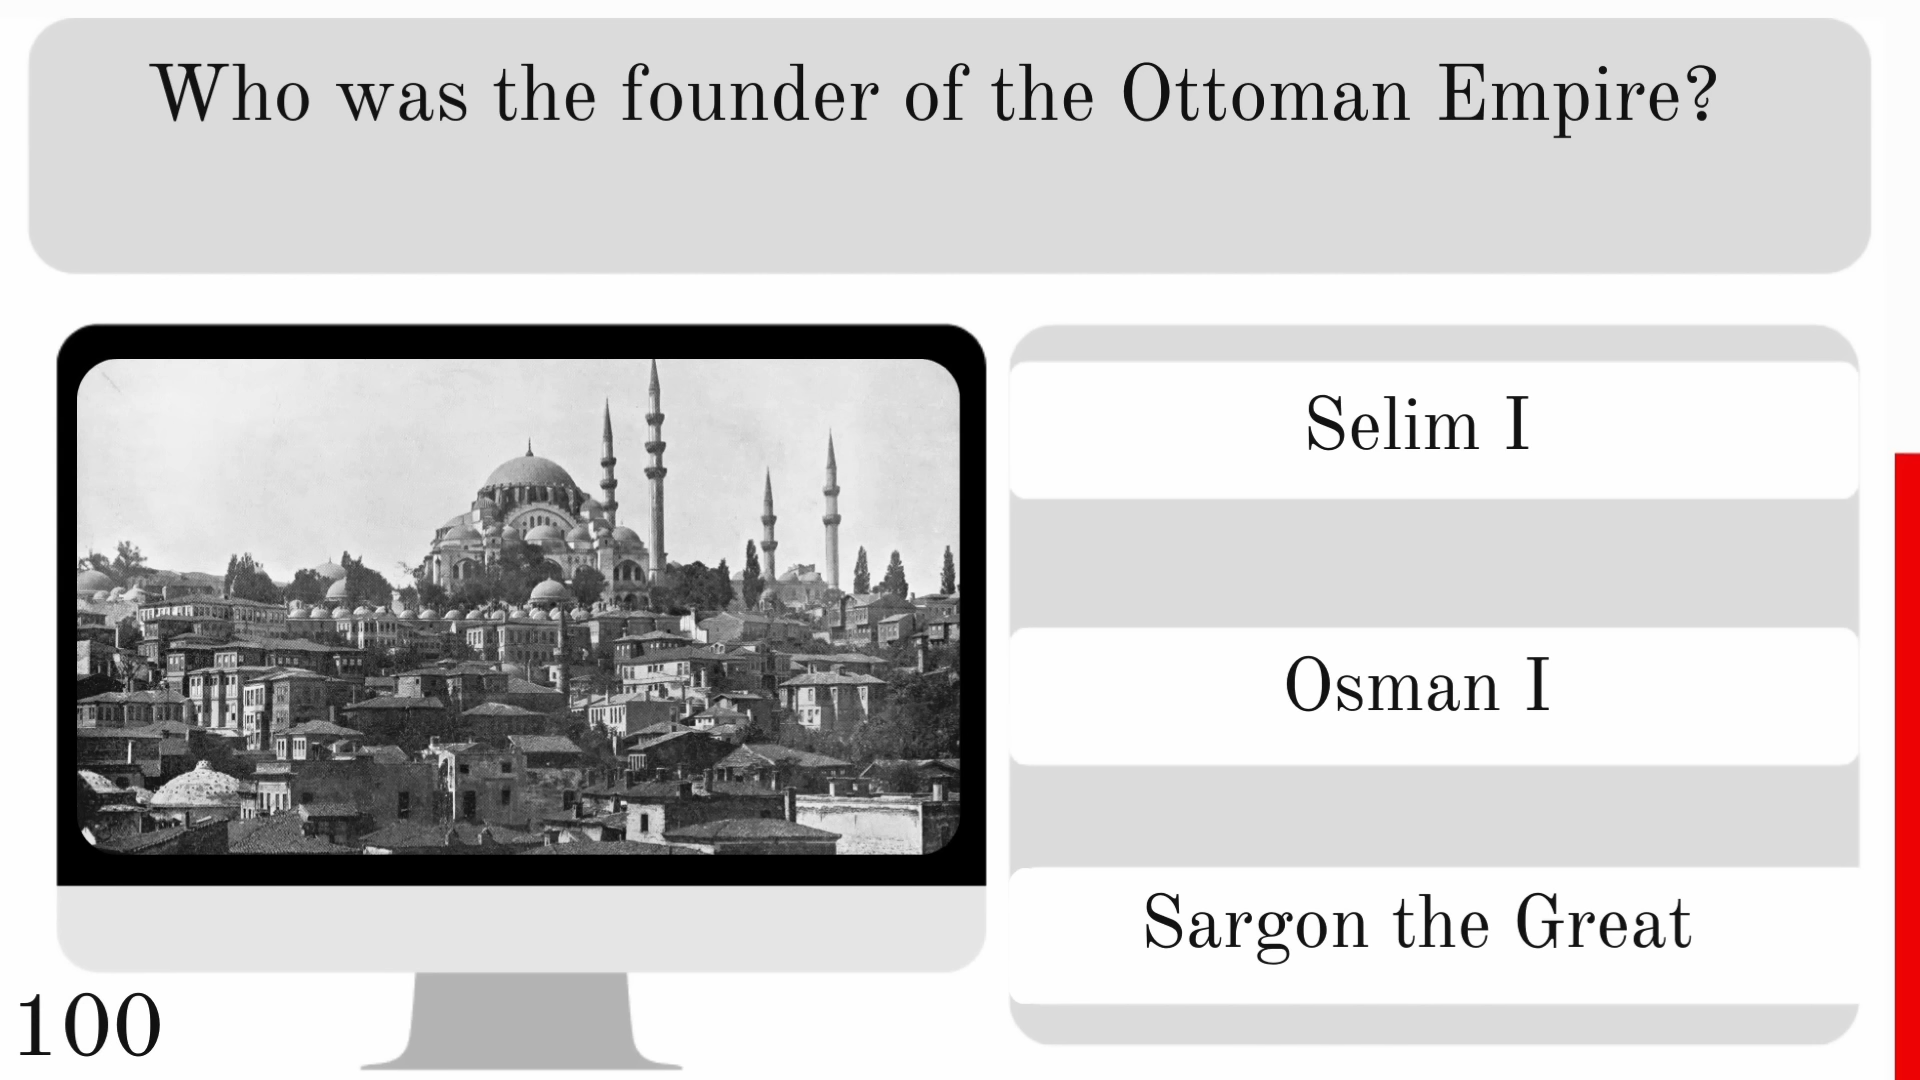 Who was the founder of the Ottoman Empire?
Selim I
Osman I
Sargon the Great
100